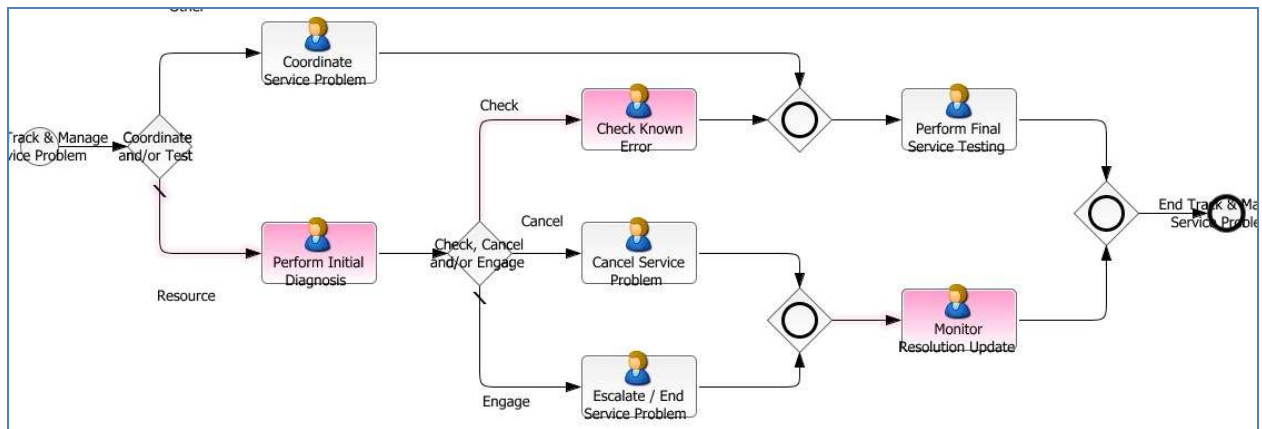 Other
Coordinate
Service Problem
Check
Check Known
Error
Perform Final
Service Testing
Track & Manage
vice Problem
Coordinate
and/or Test
Cancel
End Track & Ma
Service Proble
Check, Cancel
and/or Engage
Perform Initial
Diagnosis
Cancel Service
Problem
Resource
Monitor
Resolution Update
Engage
Escalate / End
Service Problem